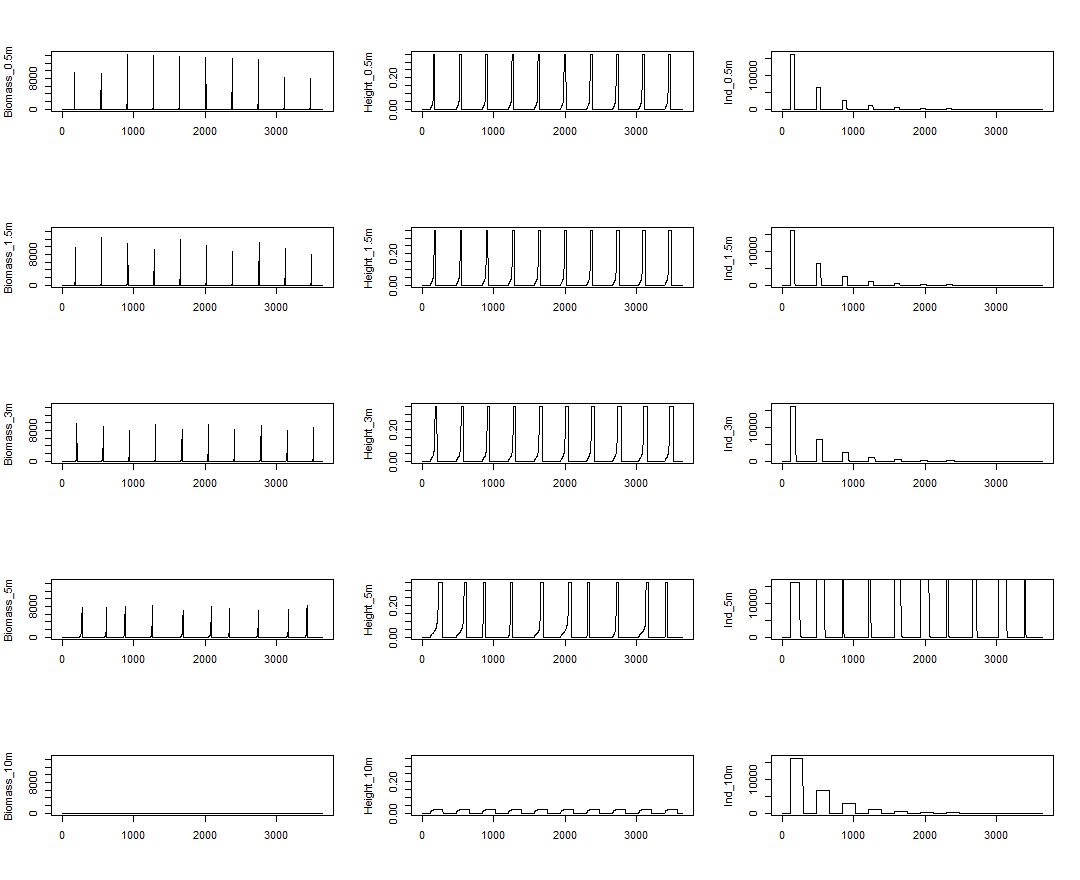 Biomass_0.5m 0 8000 0 1000 2000 3000
Height_0.5m 0.00 0.20 0 1000 2000 3000
Ind_0.5m 0 10000 0 1000 2000 3000
Biomass_1.5m 0 8000 0 1000 2000 3000
Height_1.5m 0.00 0.20 0 1000 2000 3000
Ind_1.5m 0 10000 0 1000 2000 3000
Biomass_3m 0 8000 0 1000 2000 3000
Height_3m 0.00 0.20 0 1000 2000 3000
Ind_3m 0 10000 0 1000 2000 3000
Biomass_5m 0 8000 0 1000 2000 3000
Height_5m 0.00 0.20 0 1000 2000 3000
Ind_5m 0 10000 0 1000 2000 3000
Biomass_10m 0 8000 0 1000 2000 3000
Height_10m 0.00 0.20 0 1000 2000 3000
Ind_10m 0 10000 0 1000 2000 3000